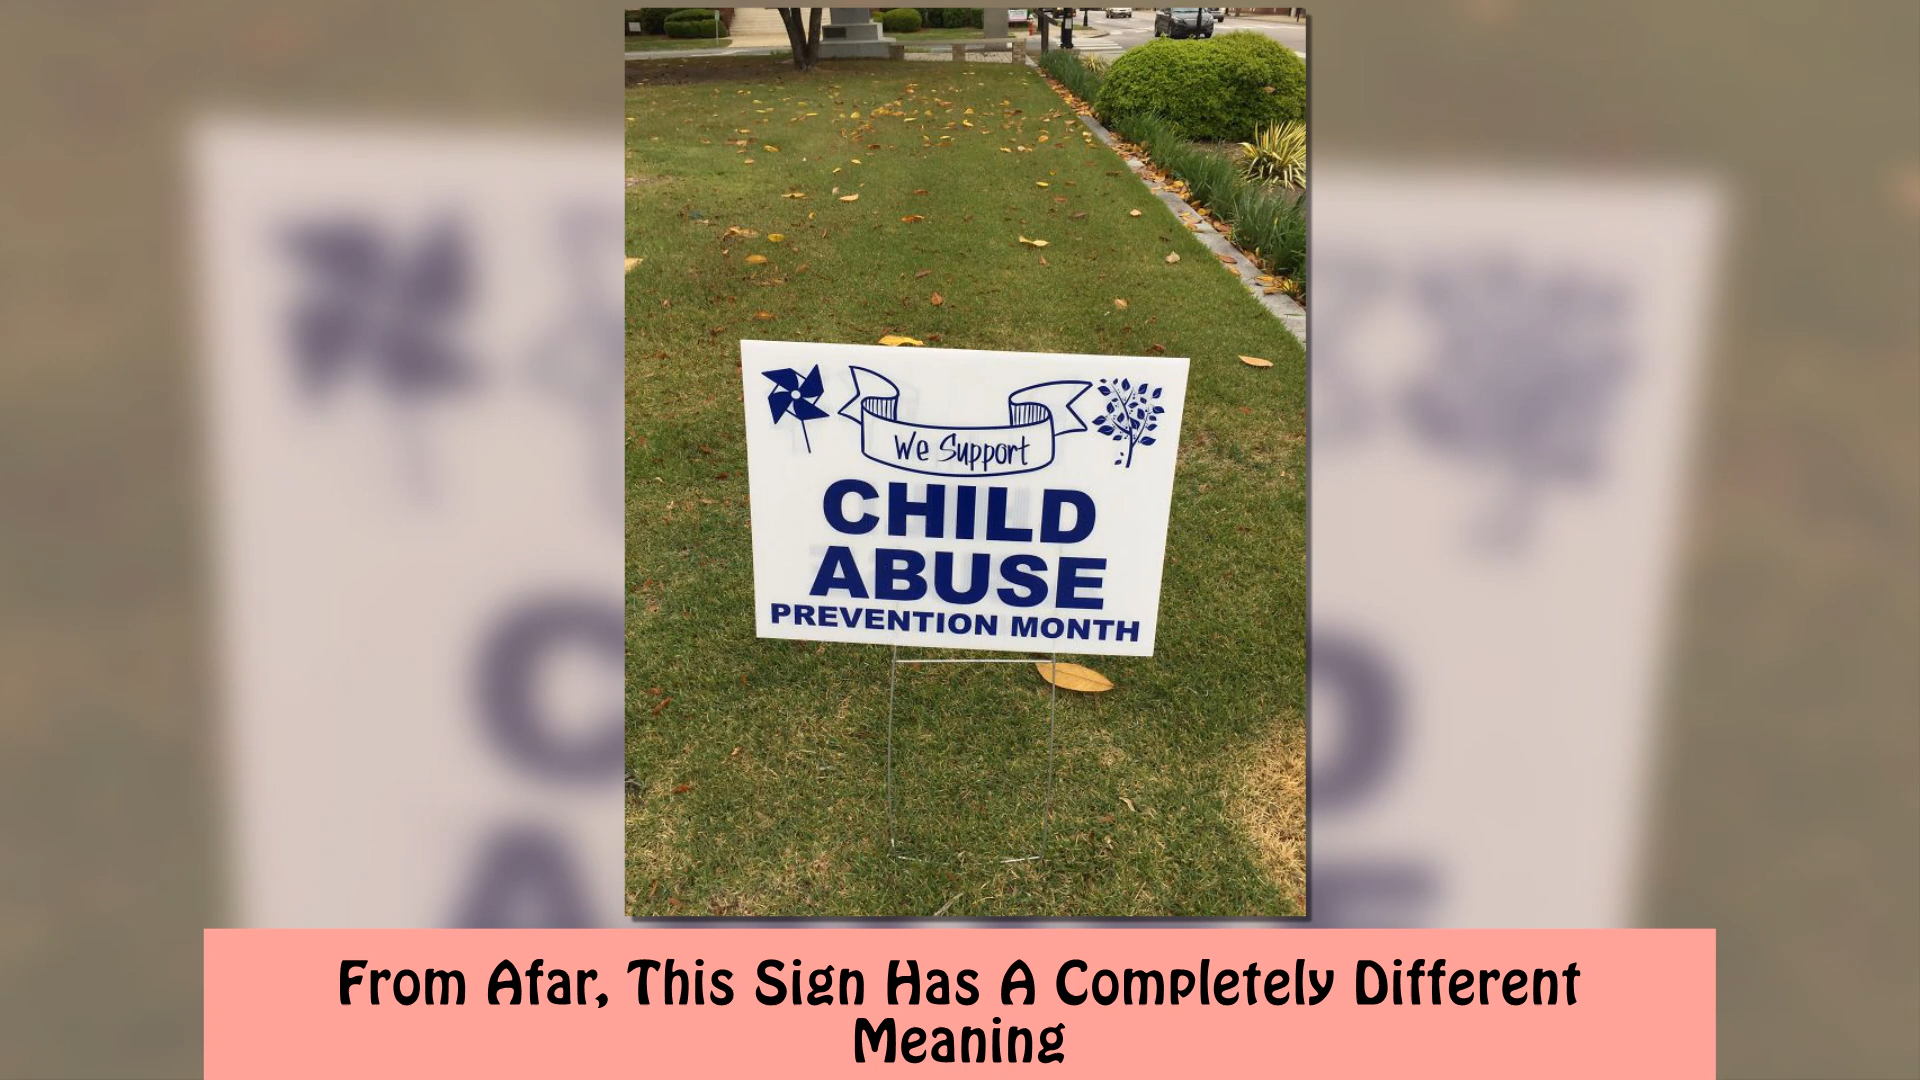 We Support
CHILD
ABUSE
PREVENTION MONTH
From Afar, This Sign Has A Completely Different
Meaning